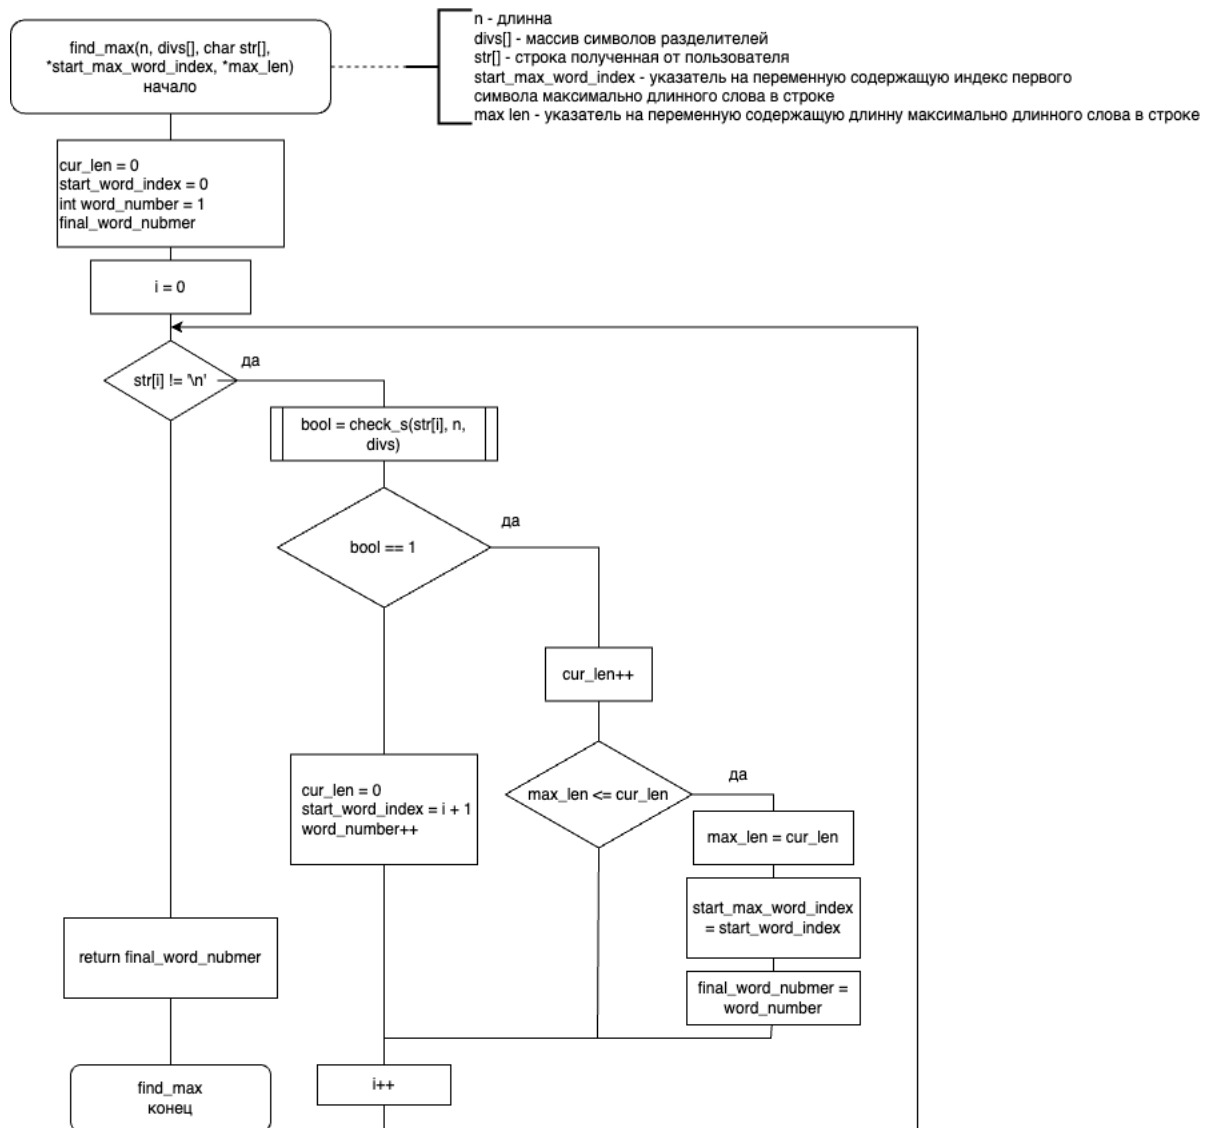 find_max(n, divs[], char str[],
*start_max_word_index, *max_len)
начало
n - длинна
divs[] - массив символов разделителей
str[] - строка полученная от пользователя
start_max_word_index - указатель на переменную содержащую индекс первого
символа максимально длинного слова в строке
max len - указатель на переменную содержащую длинну максимально длинного слова в строке
cur_len = 0
start_word_index = 0
int word_number = 1
final_word_nubmer
i = 0
str[i] != '\n'
да
bool = check_s(str[i], n,
divs)
bool == 1
да
cur_len++
cur_len = 0
start_word_index = i + 1
word_number++
max_len <= cur_len
да
max_len = cur_len
start_max_word_index
= start_word_index
final_word_nubmer =
word_number
return final_word_nubmer
i++
find_max
конец